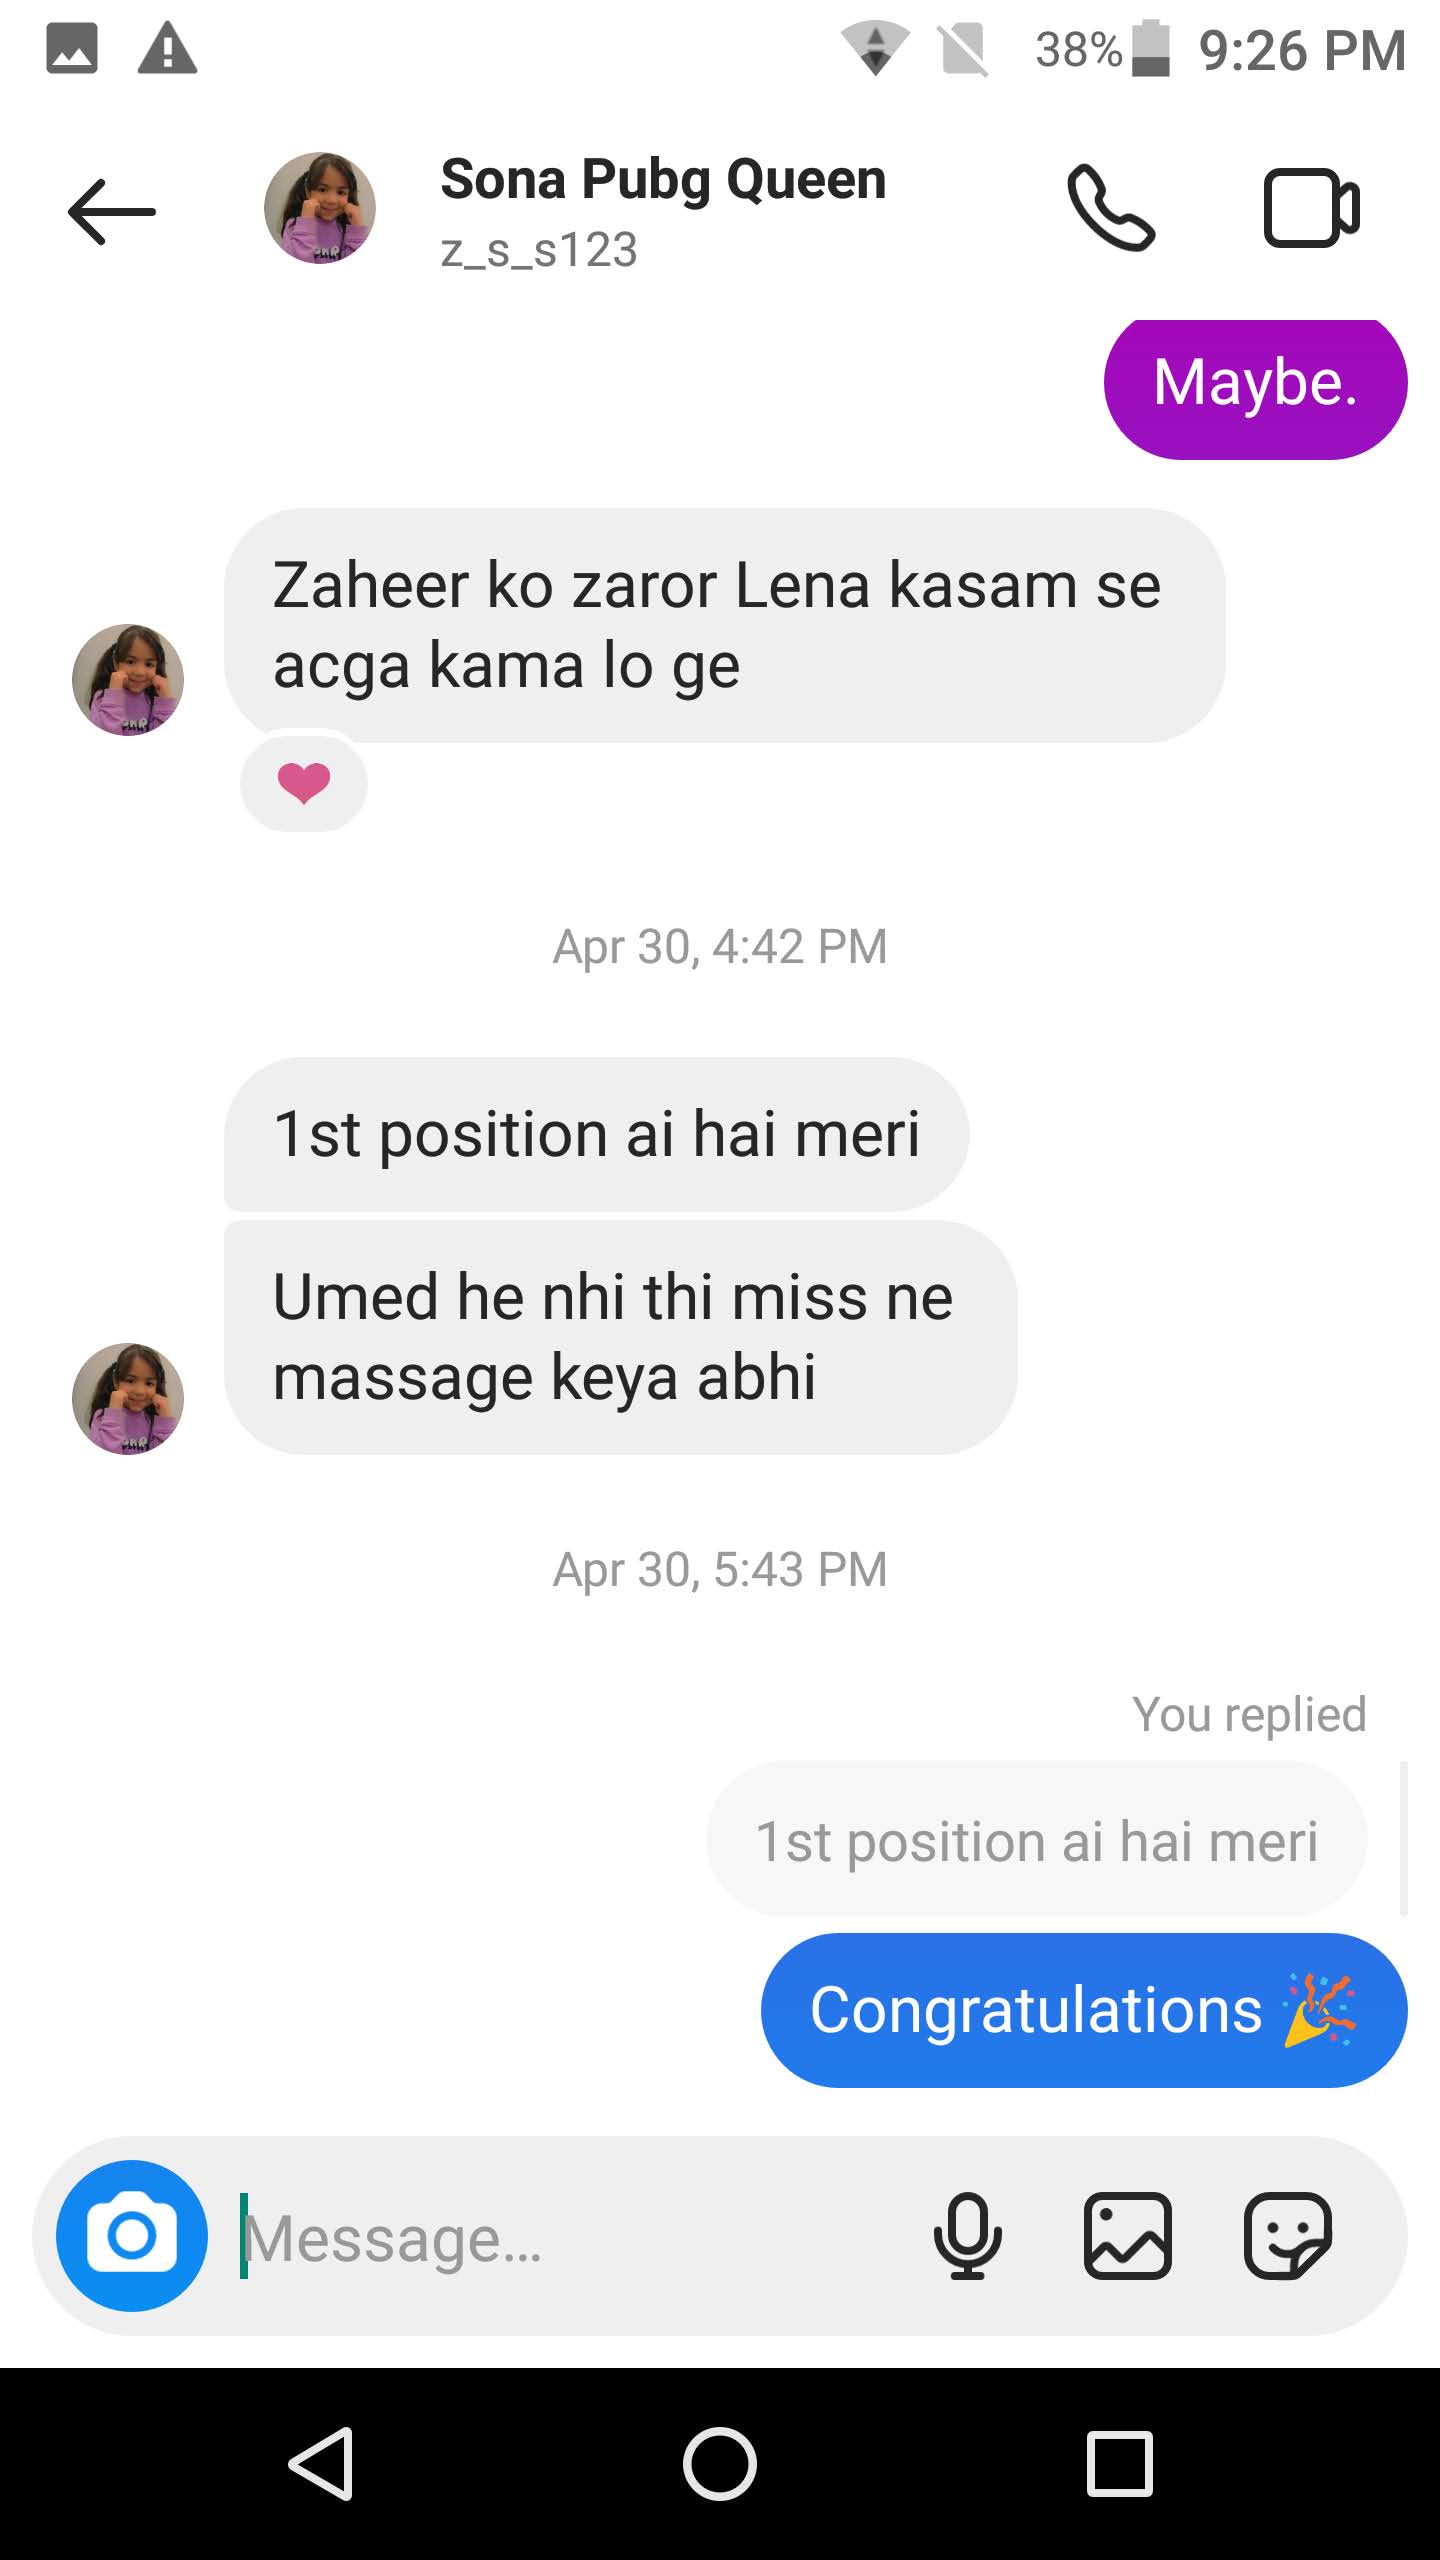 38% 9:26 PM
Sona Pubg Queen
z_s_s123
Maybe.
Zaheer ko zaror Lena kasam se
acga kama lo ge
Apr 30, 4:42 PM
1st position ai hai meri
Umed he nhi thi miss ne
massage keya abhi
Apr 30, 5:43 PM
You replied
1st position ai hai meri
Congratulations 🎉
Message...